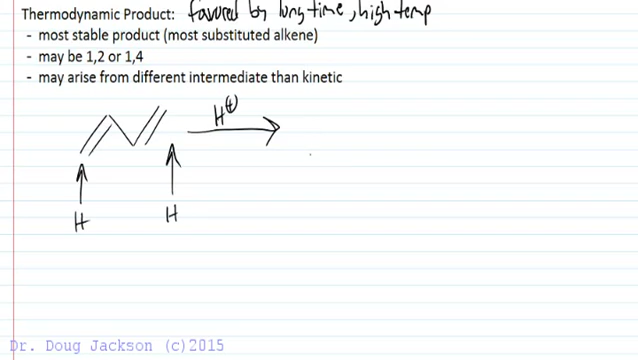 Thermodynamic Product: favored by long time, high temp
- most stable product (most substituted alkene)
- may be 1,2 or 1,4
- may arise from different intermediate than kinetic
H⊕
H H
Dr. Doug Jackson (c)2015